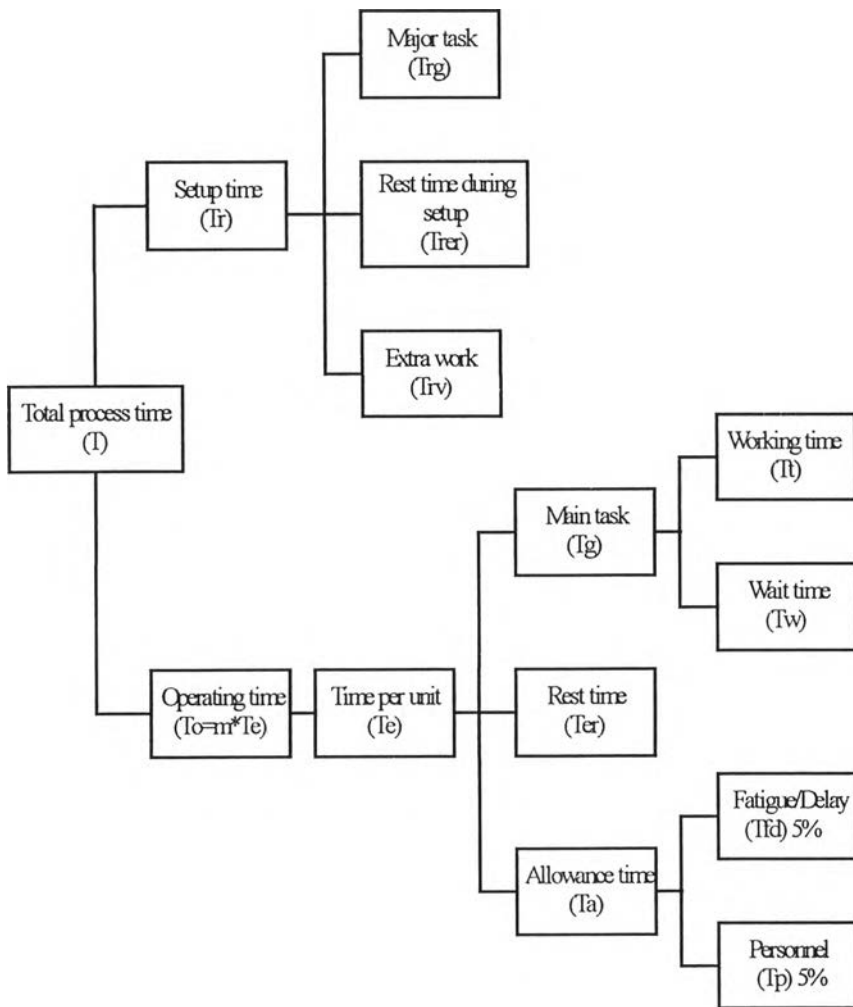 Major task
(Trg)
Setup time
(Tr)
Rest time during
setup
(Trer)
Extra work
(Trv)
Total process time
(T)
Working time
(Tt)
Main task
(Tg)
Wait time
(Tw)
Operating time
(To=m*Te)
Time per unit
(Te)
Rest time
(Ter)
Fatigue/Delay
(Tfd) 5%
Allowance time
(Ta)
Personnel
(Tp) 5%